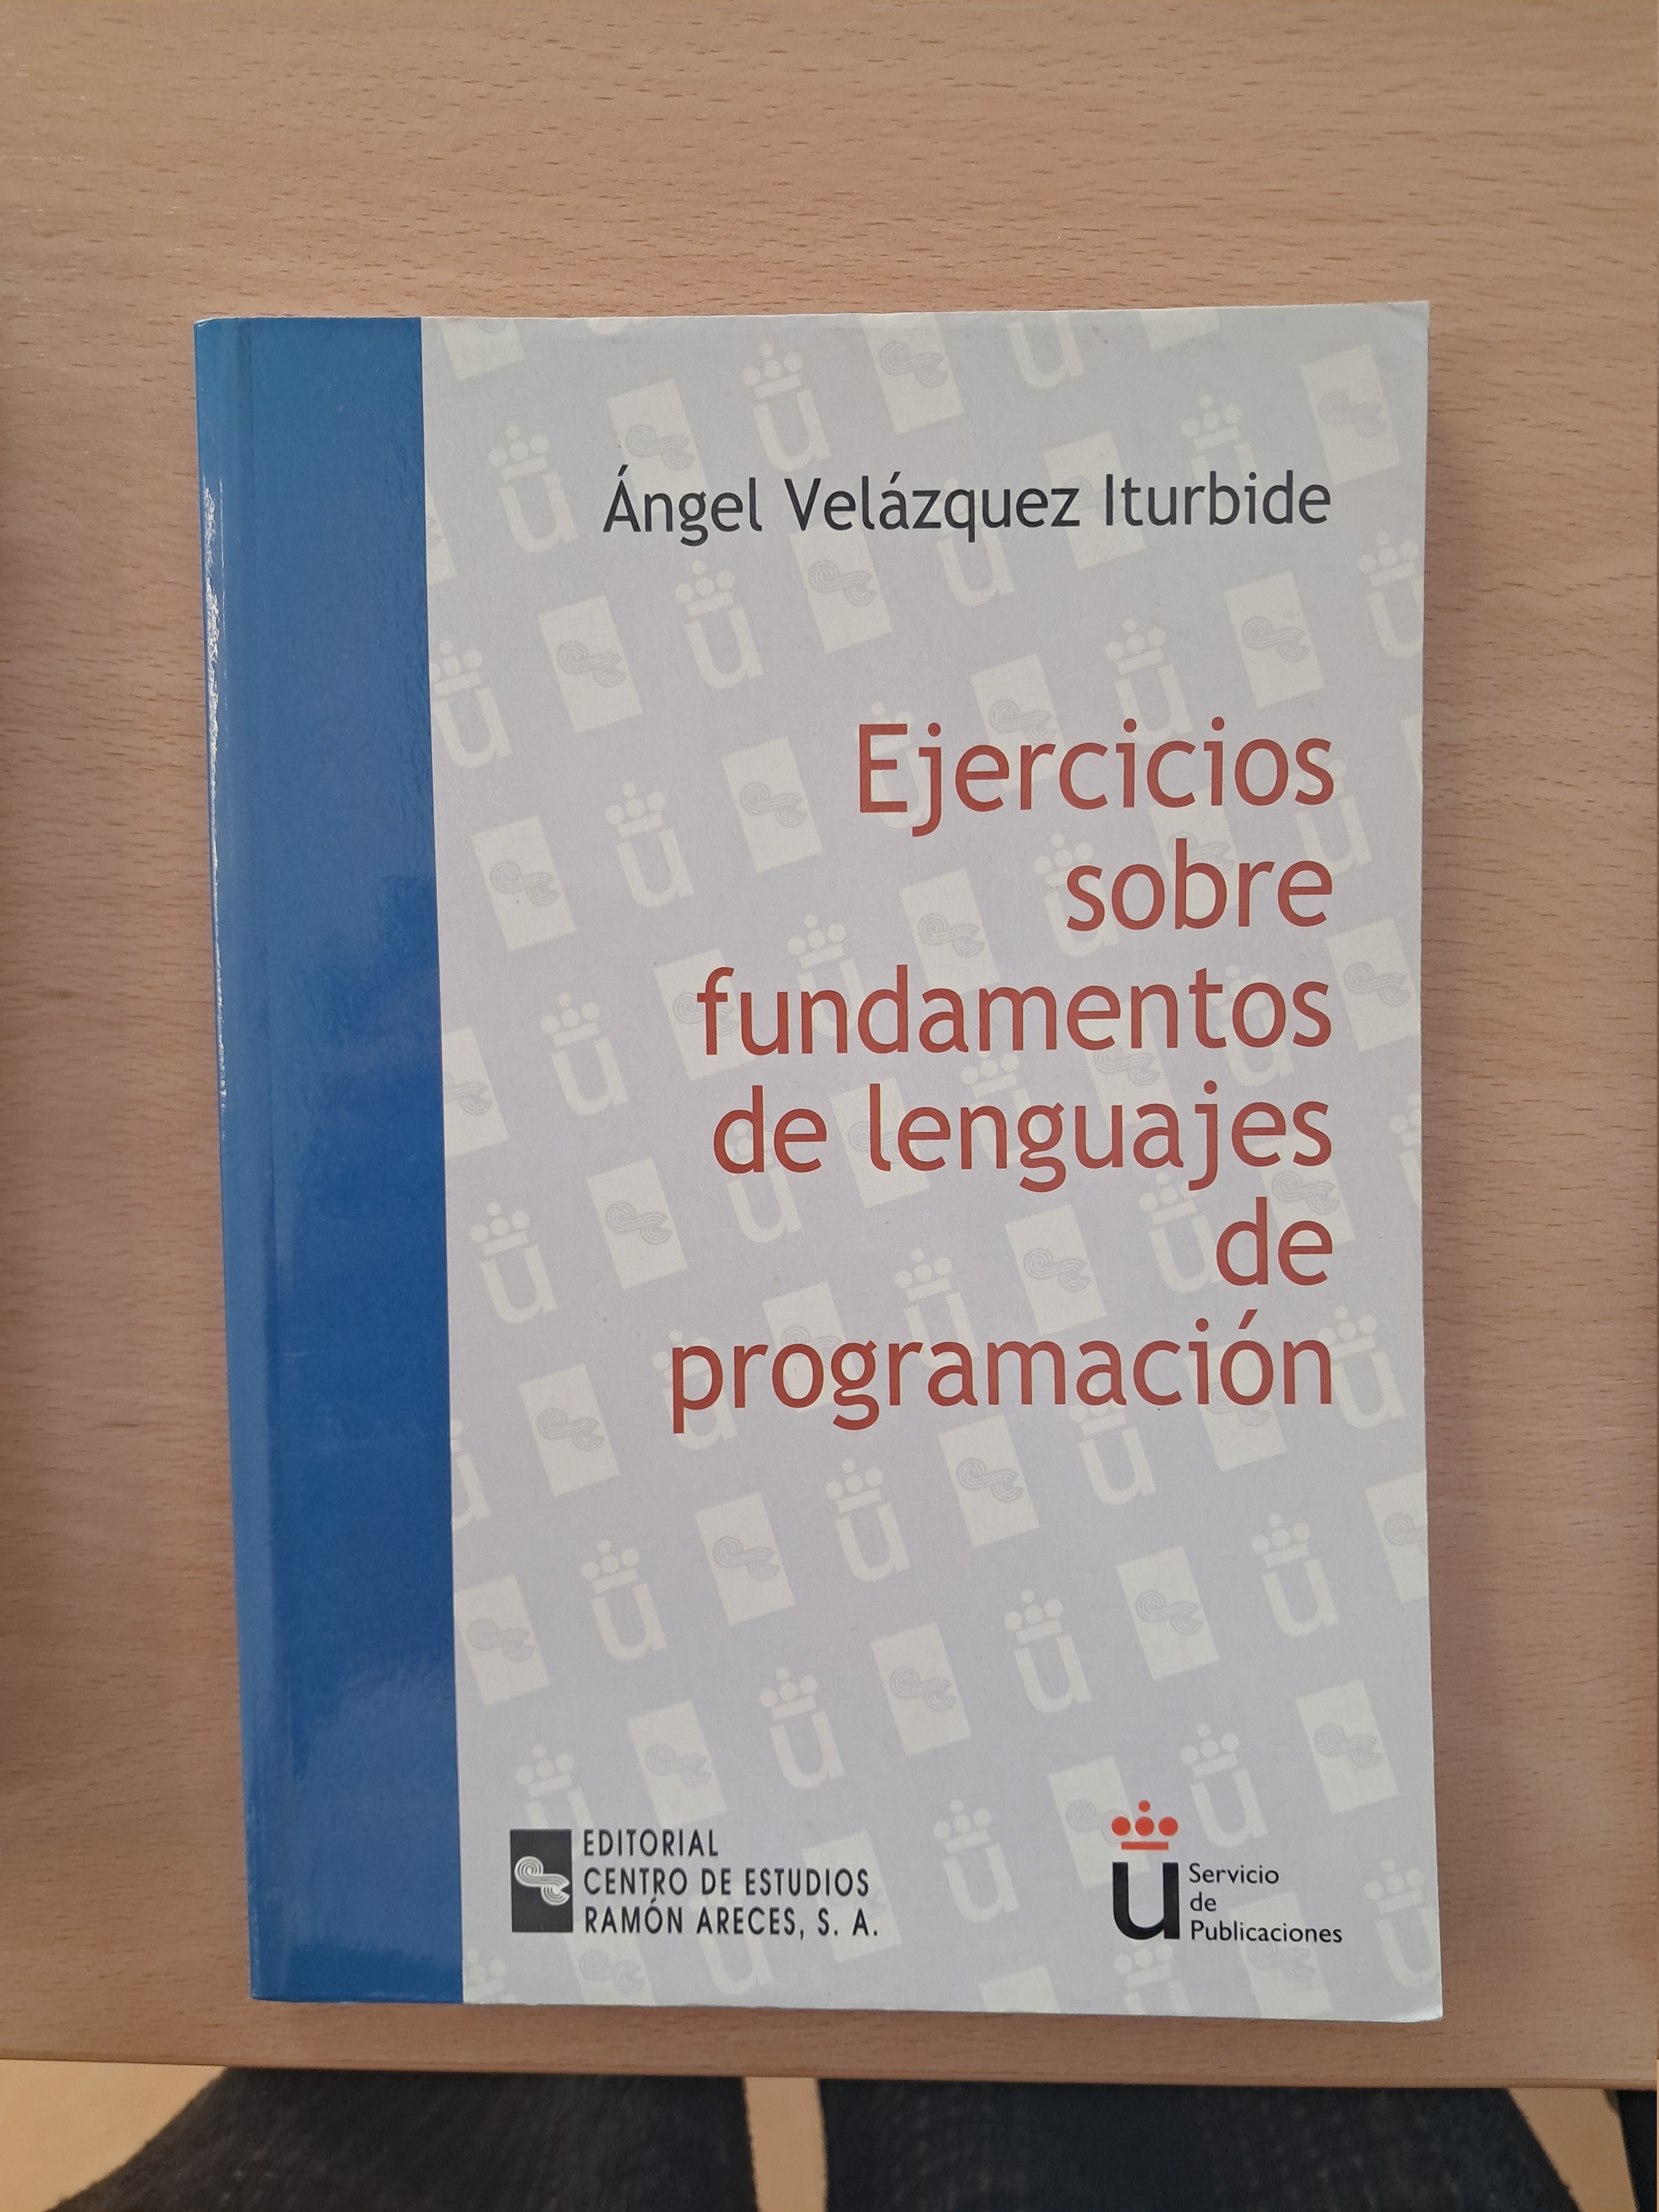 Ángel Velázquez Iturbide
Ejercicios
sobre
fundamentos
de lenguajes
de
programación
EDITORIAL
CENTRO DE ESTUDIOS
RAMÓN ARECES, S. A.
u
Servicio
de
Publicaciones